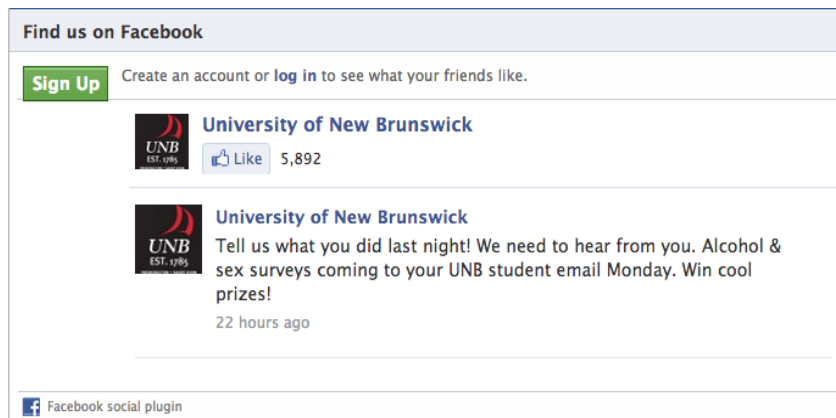 Find us on Facebook
Sign Up
Create an account or log in to see what your friends like.
UNB
EST. 1785
University of New Brunswick
Like 5,892
UNB
EST. 1785
University of New Brunswick
Tell us what you did last night! We need to hear from you. Alcohol &
sex surveys coming to your UNB student email Monday. Win cool
prizes!
22 hours ago
Facebook social plugin